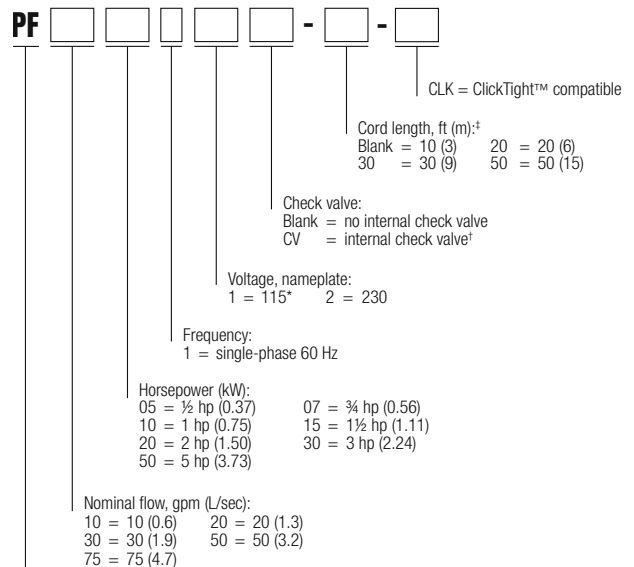 PF - -
CLK = ClickTight™ compatible
Cord length, ft (m):‡
Blank = 10 (3) 20 = 20 (6)
30 = 30 (9) 50 = 50 (15)
Check valve:
Blank = no internal check valve
CV = internal check valve†
Voltage, nameplate:
1 = 115* 2 = 230
Frequency:
1 = single-phase 60 Hz
Horsepower (kW):
05 = ½ hp (0.37) 07 = ¾ hp (0.56)
10 = 1 hp (0.75) 15 = 1½ hp (1.11)
20 = 2 hp (1.50) 30 = 3 hp (2.24)
50 = 5 hp (3.73)
Nominal flow, gpm (L/sec):
10 = 10 (0.6) 20 = 20 (1.3)
30 = 30 (1.9) 50 = 50 (3.2)
75 = 75 (4.7)